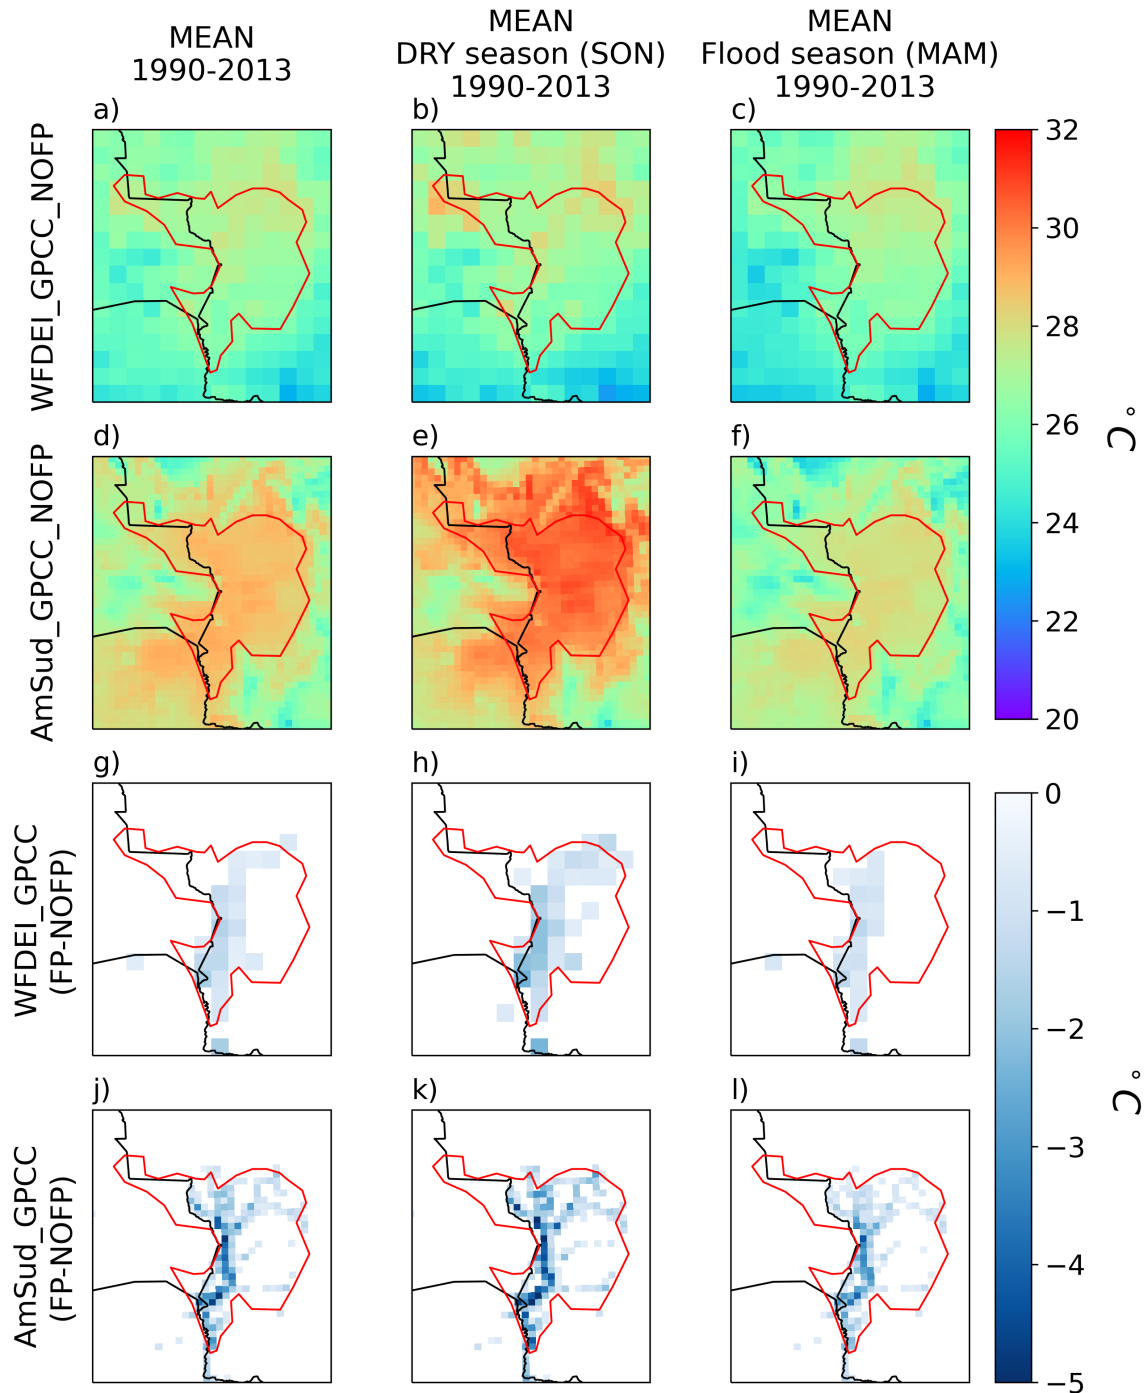 MEAN
1990-2013
MEAN
DRY season (SON)
1990-2013
MEAN
Flood season (MAM)
1990-2013
WFDEI_GPCC_NOFP
a)
b)
c)
32
30
28
26
24
22
20
°C
AmSud_GPCC_NOFP
d)
e)
f)
WFDEI_GPCC
(FP-NOFP)
g)
h)
i)
0
−1
−2
−3
−4
−5
°C
AmSud_GPCC
(FP-NOFP)
j)
k)
l)